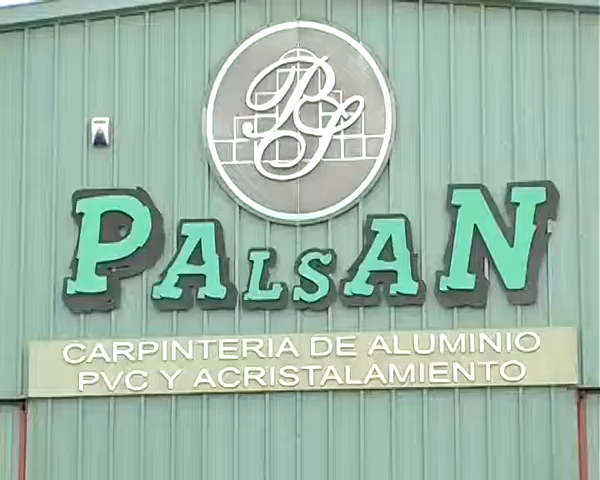 PS
PALSAN
CARPINTERIA DE ALUMINIO
PVC Y ACRISTALAMIENTO